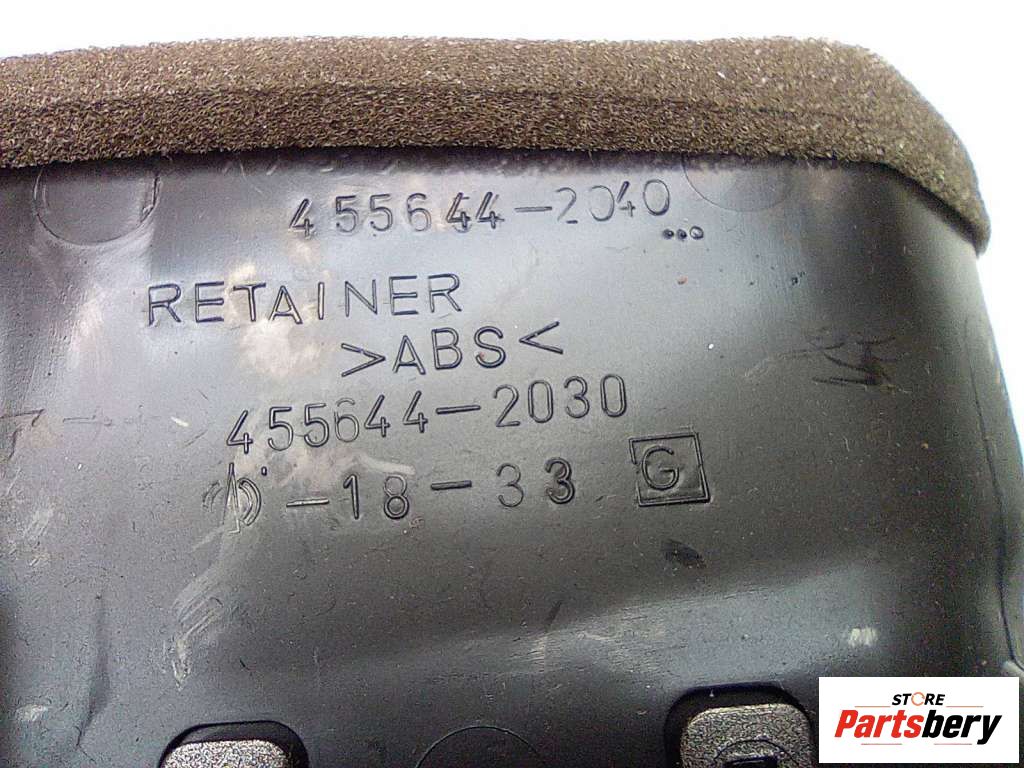 455644-2040
RETAINER
>ABS<
455644-2030
-18-33 G
STORE
Partsbery